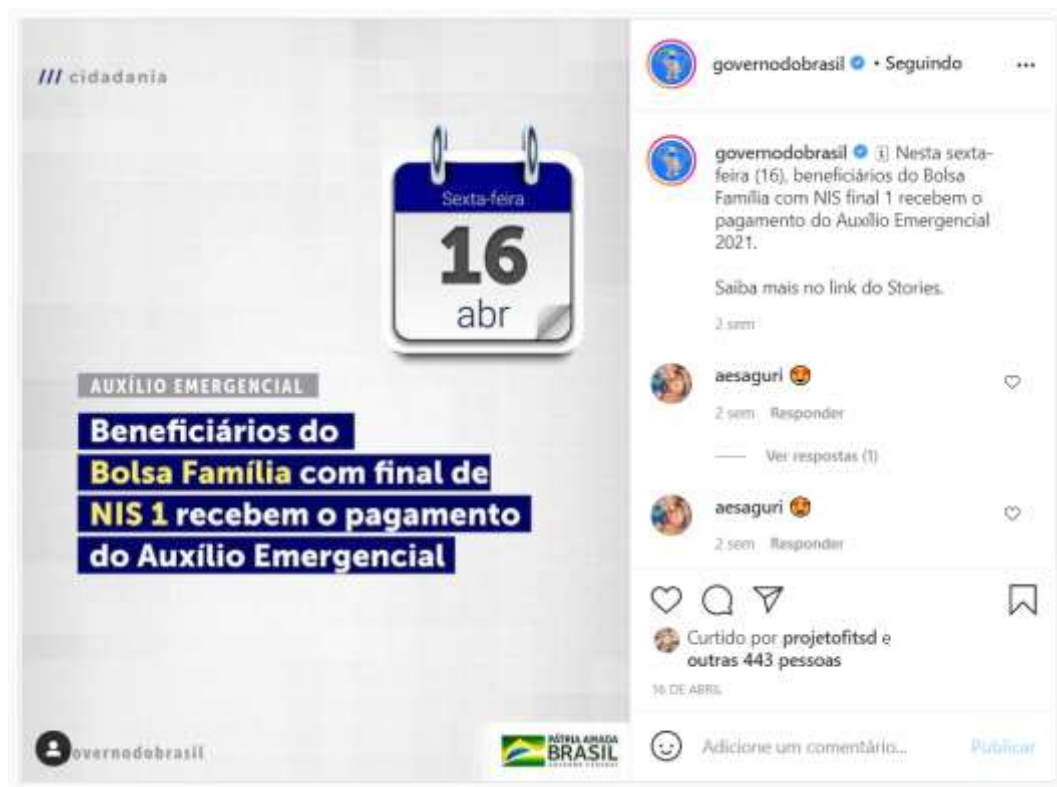 /// cidadania
Sexta-feira
16
abr
AUXÍLIO EMERGENCIAL
Beneficiários do
Bolsa Família com final de
NIS 1 recebem o pagamento
do Auxílio Emergencial
overnodobrasil
PÁTRIA AMADA
BRASIL
GOVERNO FEDERAL
governodobrasil • Seguindo
governodobrasil Nesta sexta-
feira (16), beneficiários do Bolsa
Família com NIS final 1 recebem o
pagamento do Auxílio Emergencial
2021.
Saiba mais no link do Stories.
2 sem
aesaguri 🤩
2 sem Responder
Ver respostas (1)
aesaguri 🤩
2 sem Responder
Curtido por projetofitsd e
outras 443 pessoas
16 DE ABRIL
Adicione um comentário... Publicar